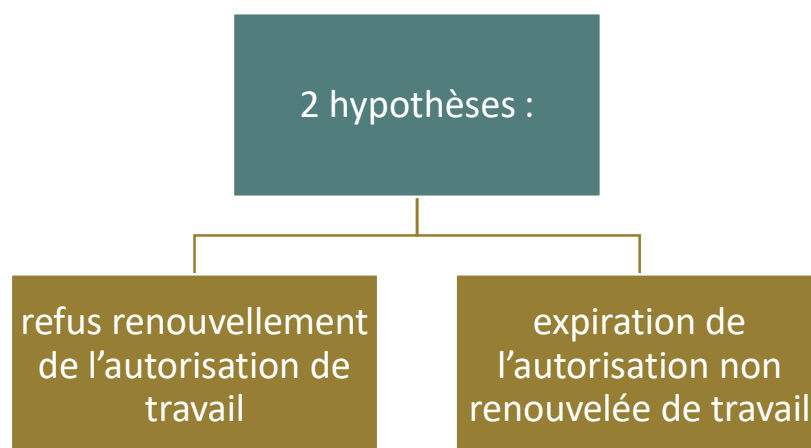 2 hypothèses :
refus renouvellement
de l’autorisation de
travail
expiration de
l’autorisation non
renouvelée de travail